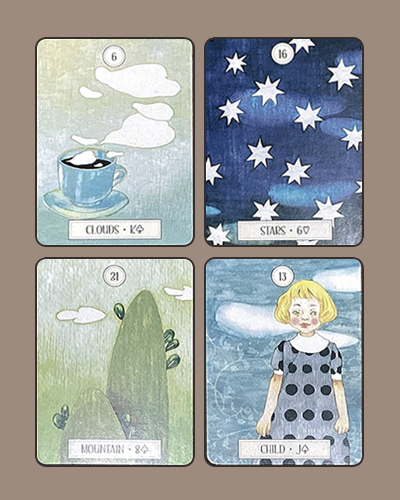 6
CLOUDS • K♧
16
STARS • 6♡
21
MOUNTAIN • 8♧
13
CHILD • J♤